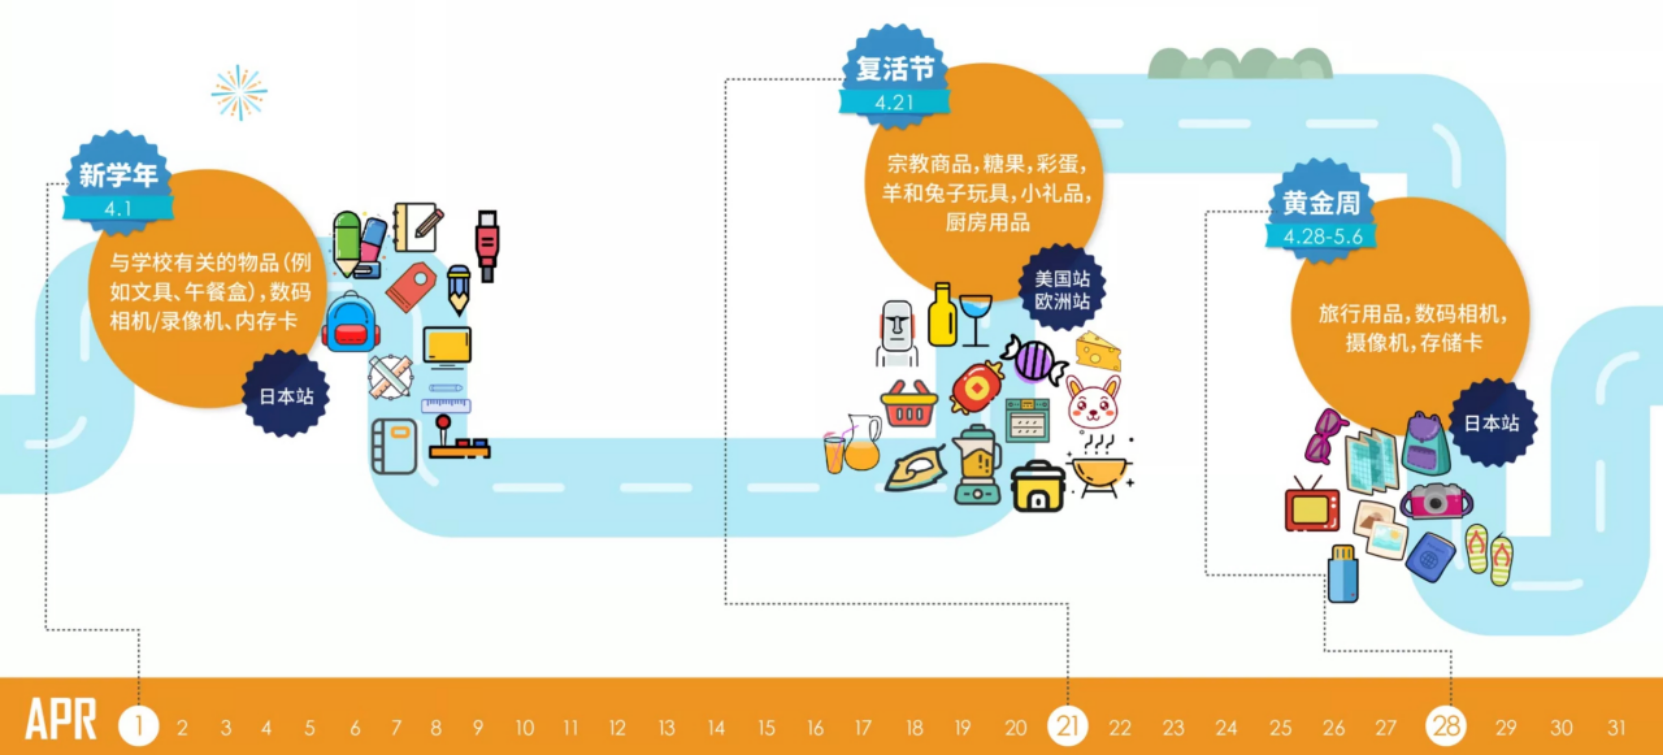 新学年
4.1
与学校有关的物品(例
如文具、午餐盒),数码
相机/录像机、内存卡
日本站
复活节
4.21
宗教商品,糖果,彩蛋,
羊和兔子玩具,小礼品,
厨房用品
美国站
欧洲站
黄金周
4.28-5.6
旅行用品,数码相机,
摄像机,存储卡
日本站
APR 1 2 3 4 5 6 7 8 9 10 11 12 13 14 15 16 17 18 19 20 21 22 23 24 25 26 27 28 29 30 31